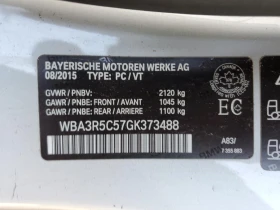 BAYERISCHE MOTOREN WERKE AG
08/2015 TYPE: PC / VT
GVWR / PNBV: 2120 kg
GAWR / PNBE: FRONT / AVANT 1045 kg
GAWR / PNBE: REAR / ARRIERE 1100 kg
EC
WBA3R5C57GK373488
A83/